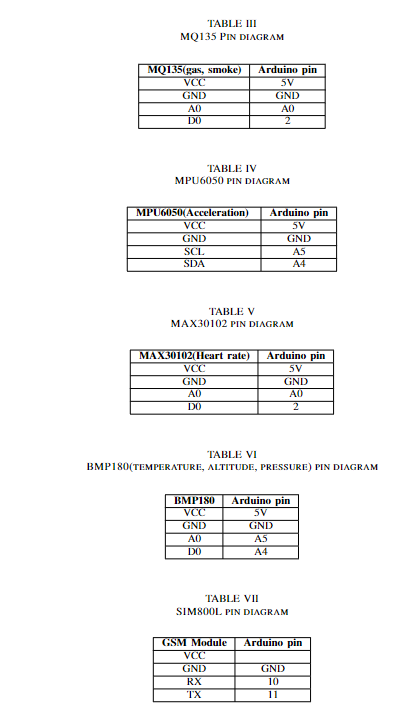 TABLE III
MQ135 PIN DIAGRAM
MQ135(gas, smoke) Arduino pin
VCC 5V
GND GND
A0 A0
D0 2
TABLE IV
MPU6050 PIN DIAGRAM
MPU6050(Acceleration) Arduino pin
VCC 5V
GND GND
SCL A5
SDA A4
TABLE V
MAX30102 PIN DIAGRAM
MAX30102(Heart rate) Arduino pin
VCC 5V
GND GND
A0 A0
D0 2
TABLE VI
BMP180(TEMPERATURE, ALTITUDE, PRESSURE) PIN DIAGRAM
BMP180 Arduino pin
VCC 5V
GND GND
A0 A5
D0 A4
TABLE VII
SIM800L PIN DIAGRAM
GSM Module Arduino pin
VCC
GND GND
RX 10
TX 11